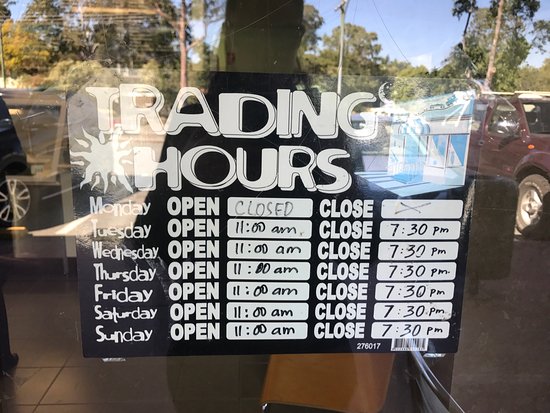 TRADING
HOURS
Monday OPEN CLOSED CLOSE
Tuesday OPEN 11:00 am CLOSE 7:30 pm
Wednesday OPEN 11:00 am CLOSE 7:30 pm
Thursday OPEN 11:00 am CLOSE 7:30 pm
Friday OPEN 11:00 am CLOSE 7:30 pm
Saturday OPEN 11:00 am CLOSE 7:30 pm
Sunday OPEN 11:00 am CLOSE 7:30 pm
276017